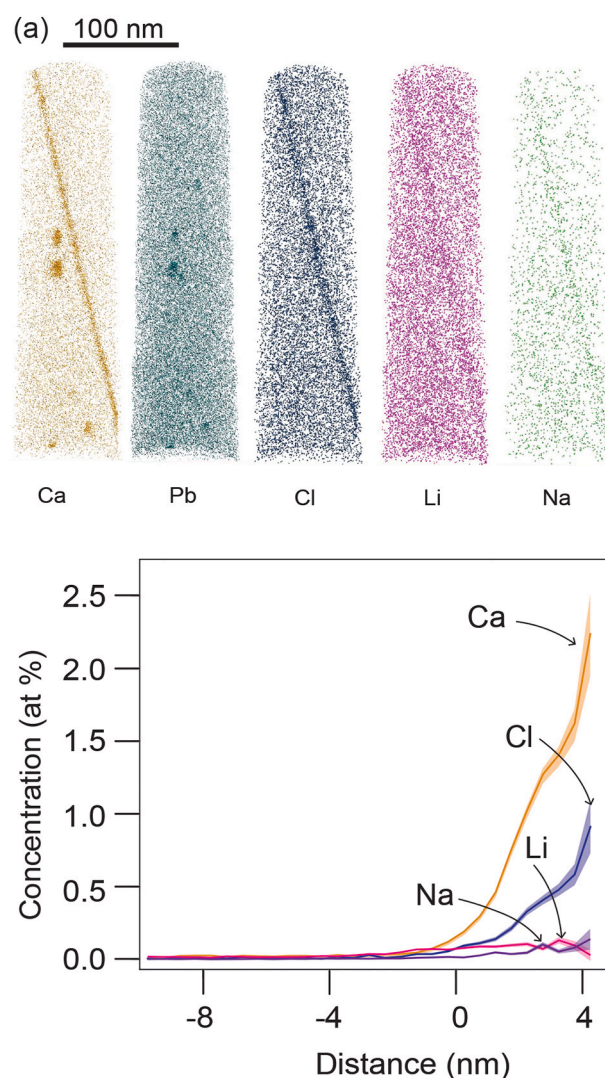 (a) 100 nm
Ca Pb Cl Li Na
Concentration (at %)
2.5
2.0
1.5
1.0
0.5
0.0
Ca
Cl
Li
Na
-8 -4 0 4
Distance (nm)